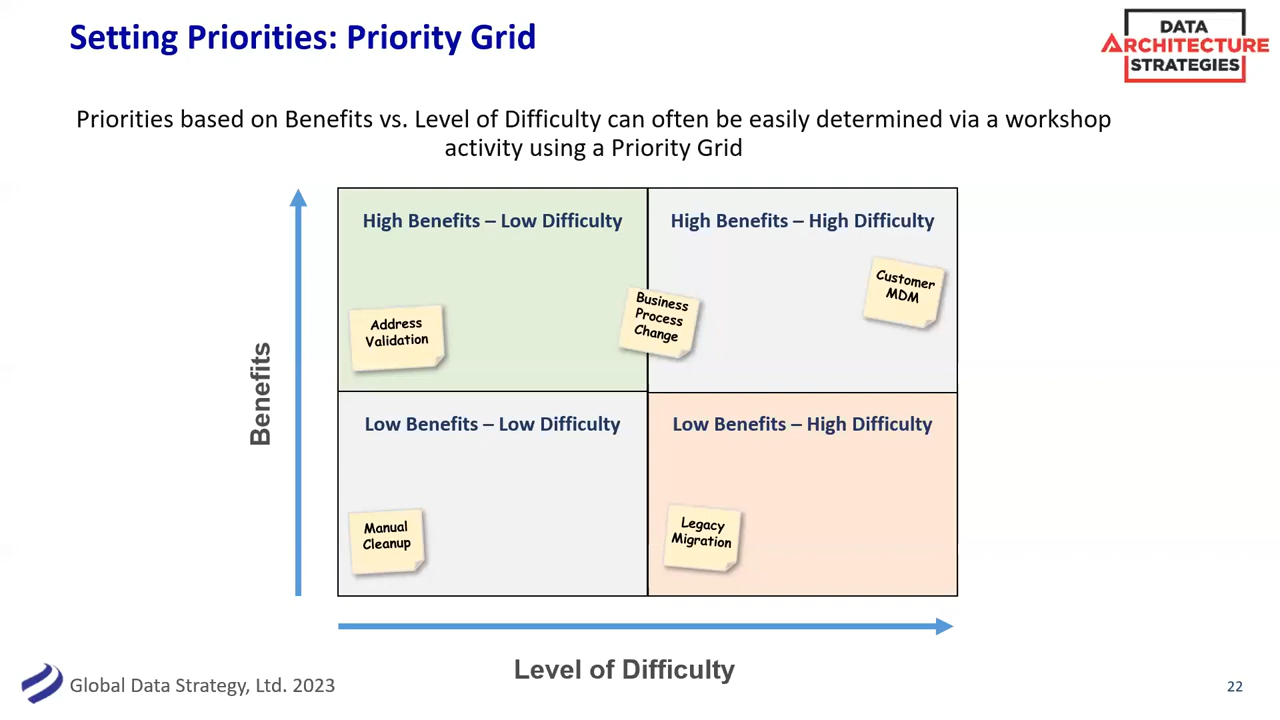 Setting Priorities: Priority Grid
DATA
ARCHITECTURE
STRATEGIES
Priorities based on Benefits vs. Level of Difficulty can often be easily determined via a workshop
activity using a Priority Grid
High Benefits – Low Difficulty
High Benefits – High Difficulty
Address
Validation
Business
Process
Change
Customer
MDM
Benefits
Low Benefits – Low Difficulty
Low Benefits – High Difficulty
Manual
Cleanup
Legacy
Migration
Level of Difficulty
Global Data Strategy, Ltd. 2023
22